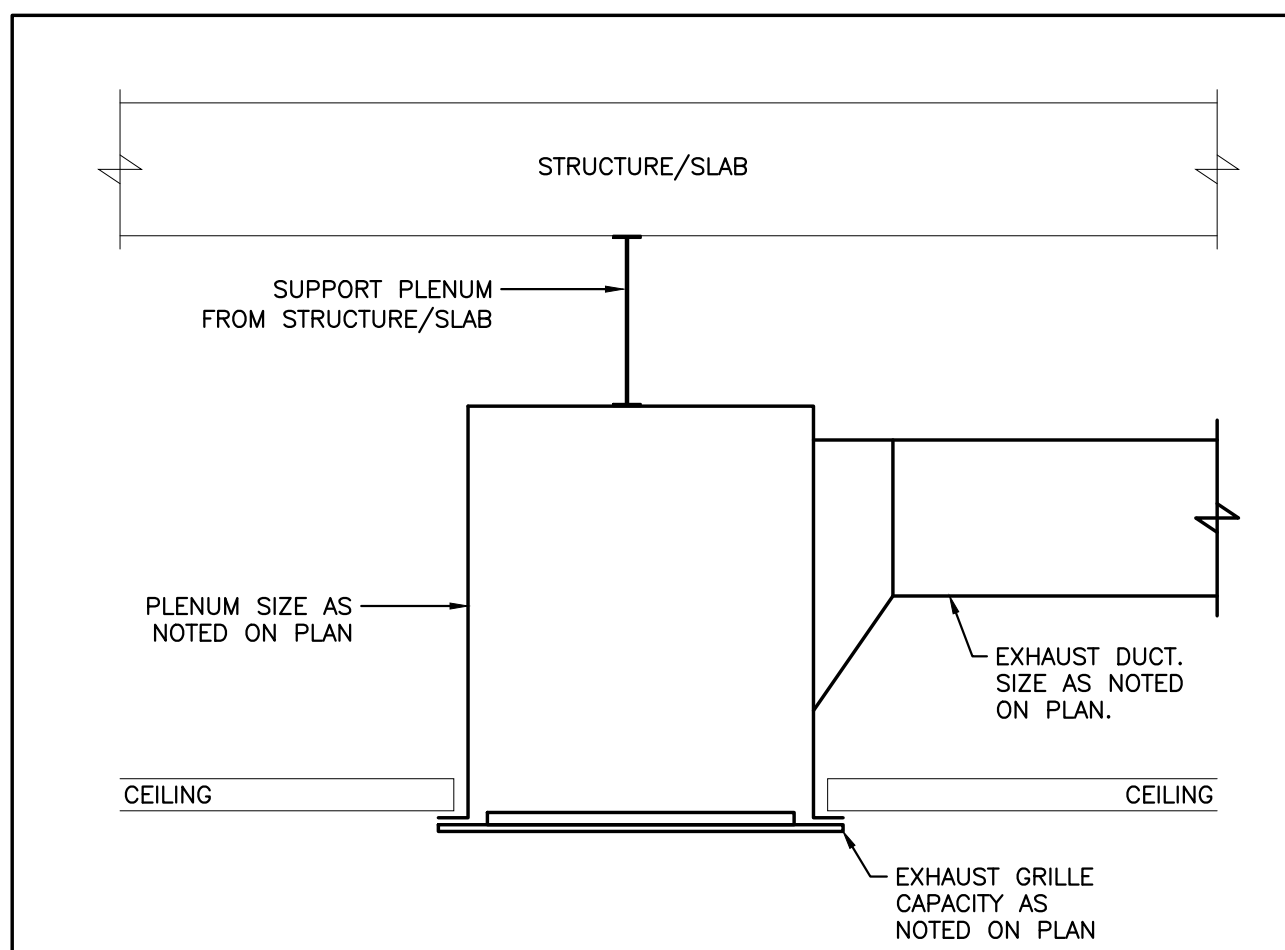 STRUCTURE/SLAB
SUPPORT PLENUM
FROM STRUCTURE/SLAB
PLENUM SIZE AS
NOTED ON PLAN
EXHAUST DUCT.
SIZE AS NOTED
ON PLAN.
CEILING
CEILING
EXHAUST GRILLE
CAPACITY AS
NOTED ON PLAN